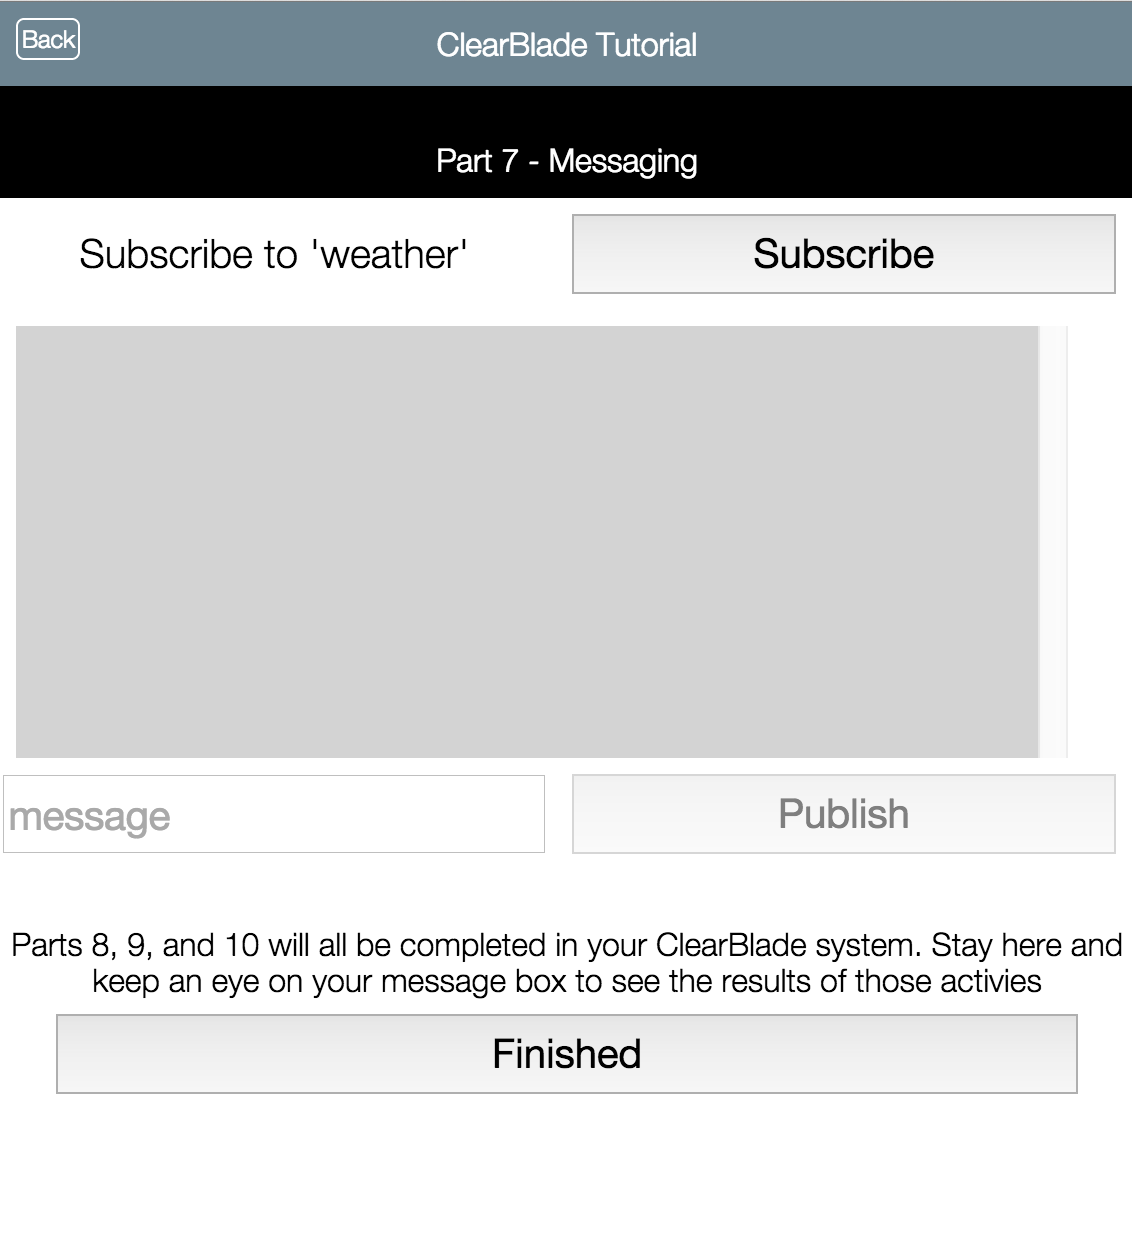 Back
ClearBlade Tutorial
Part 7 - Messaging
Subscribe to 'weather'
Subscribe
message
Publish
Parts 8, 9, and 10 will all be completed in your ClearBlade system. Stay here and
keep an eye on your message box to see the results of those activies
Finished